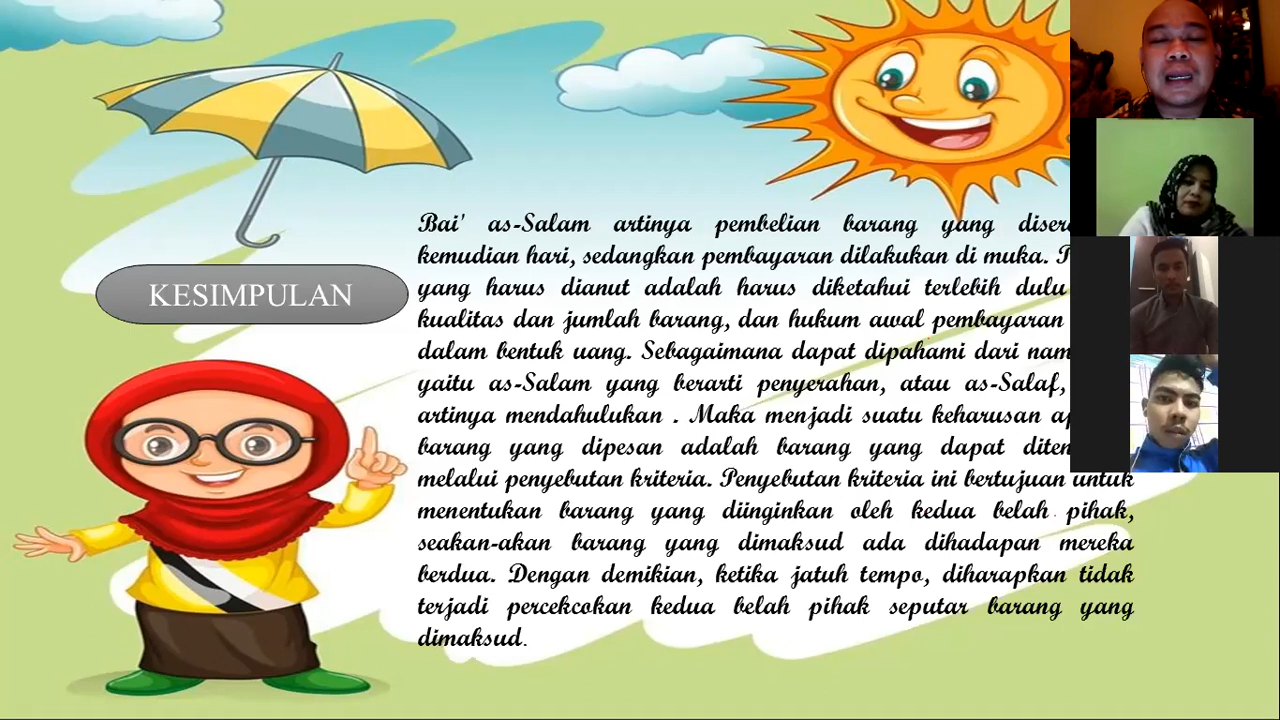 KESIMPULAN
Bai' as-Salam artinya pembelian barang yang
kemudian hari, sedangkan pembayaran dilakukan di muka.
yang harus dianut adalah harus diketahui terlebih dulu
kualitas dan jumlah barang, dan hukum awal pembayaran
dalam bentuk uang. Sebagaimana dapat dipahami dari
yaitu as-Salam yang berarti penyerahan, atau as-Salaf,
artinya mendahulukan . Maka menjadi suatu keharusan
barang yang dipesan adalah barang yang dapat
melalui penyebutan kriteria. Penyebutan kriteria ini bertujuan untuk
menentukan barang yang diinginkan oleh kedua belah pihak,
seakan-akan barang yang dimaksud ada dihadapan mereka
berdua. Dengan demikian, ketika jatuh tempo, diharapkan tidak
terjadi percekcokan kedua belah pihak seputar barang yang
dimaksud.